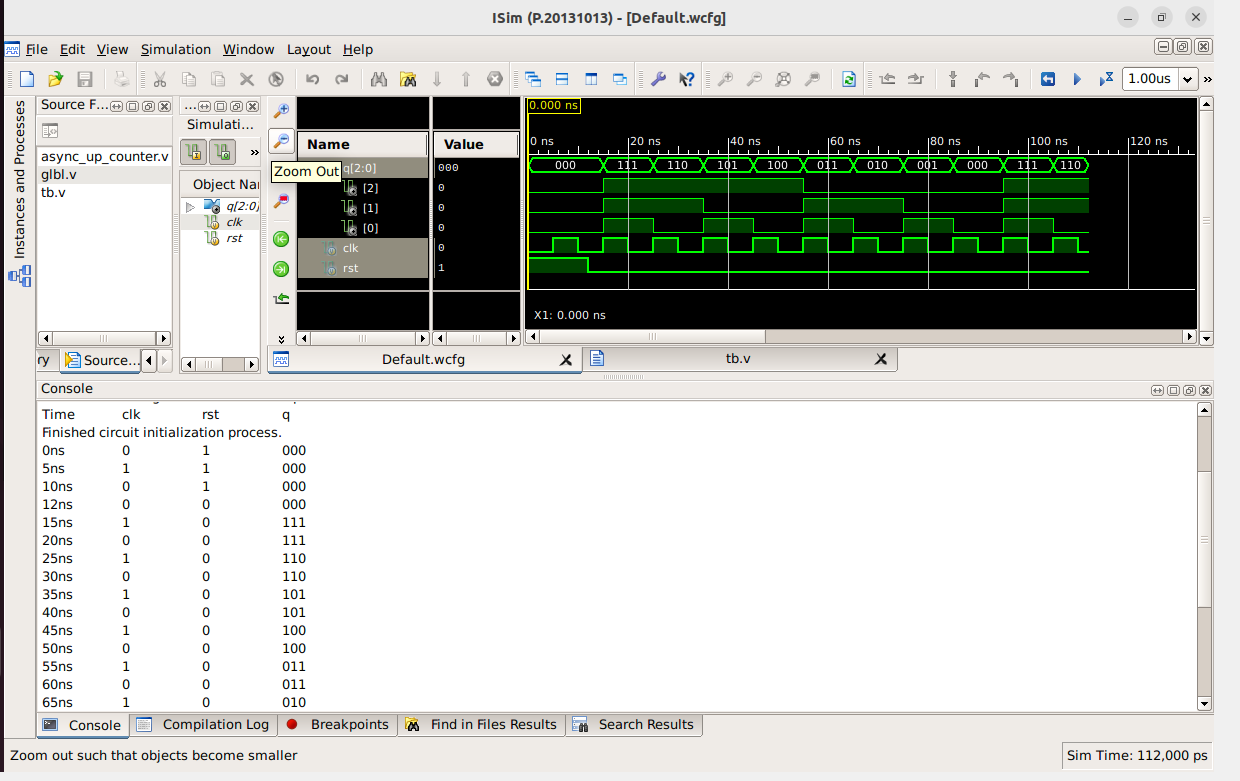 ISim (P.20131013) - [Default.wcfg]
File Edit View Simulation Window Layout Help
1.00us »
Instances and Processes
Source F...
async_up_counter.v
glbl.v
tb.v
ry Source...
...
Simulati...
»
Object Nar
q[2:0]
clk
rst
Zoom Out
Name Value
q[2:0] 000
[2] 0
[1] 0
[0] 0
clk 0
rst 1
0.000 ns
0 ns 20 ns 40 ns 60 ns 80 ns 100 ns 120 ns
000 111 110 101 100 011 010 001 000 111 110
X1: 0.000 ns
Default.wcfg tb.v
Console
Time clk rst q
Finished circuit initialization process.
0ns 0 1 000
5ns 1 1 000
10ns 0 1 000
12ns 0 0 000
15ns 1 0 111
20ns 0 0 111
25ns 1 0 110
30ns 0 0 110
35ns 1 0 101
40ns 0 0 101
45ns 1 0 100
50ns 0 0 100
55ns 1 0 011
60ns 0 0 011
65ns 1 0 010
Console Compilation Log Breakpoints Find in Files Results Search Results
Zoom out such that objects become smaller
Sim Time: 112,000 ps